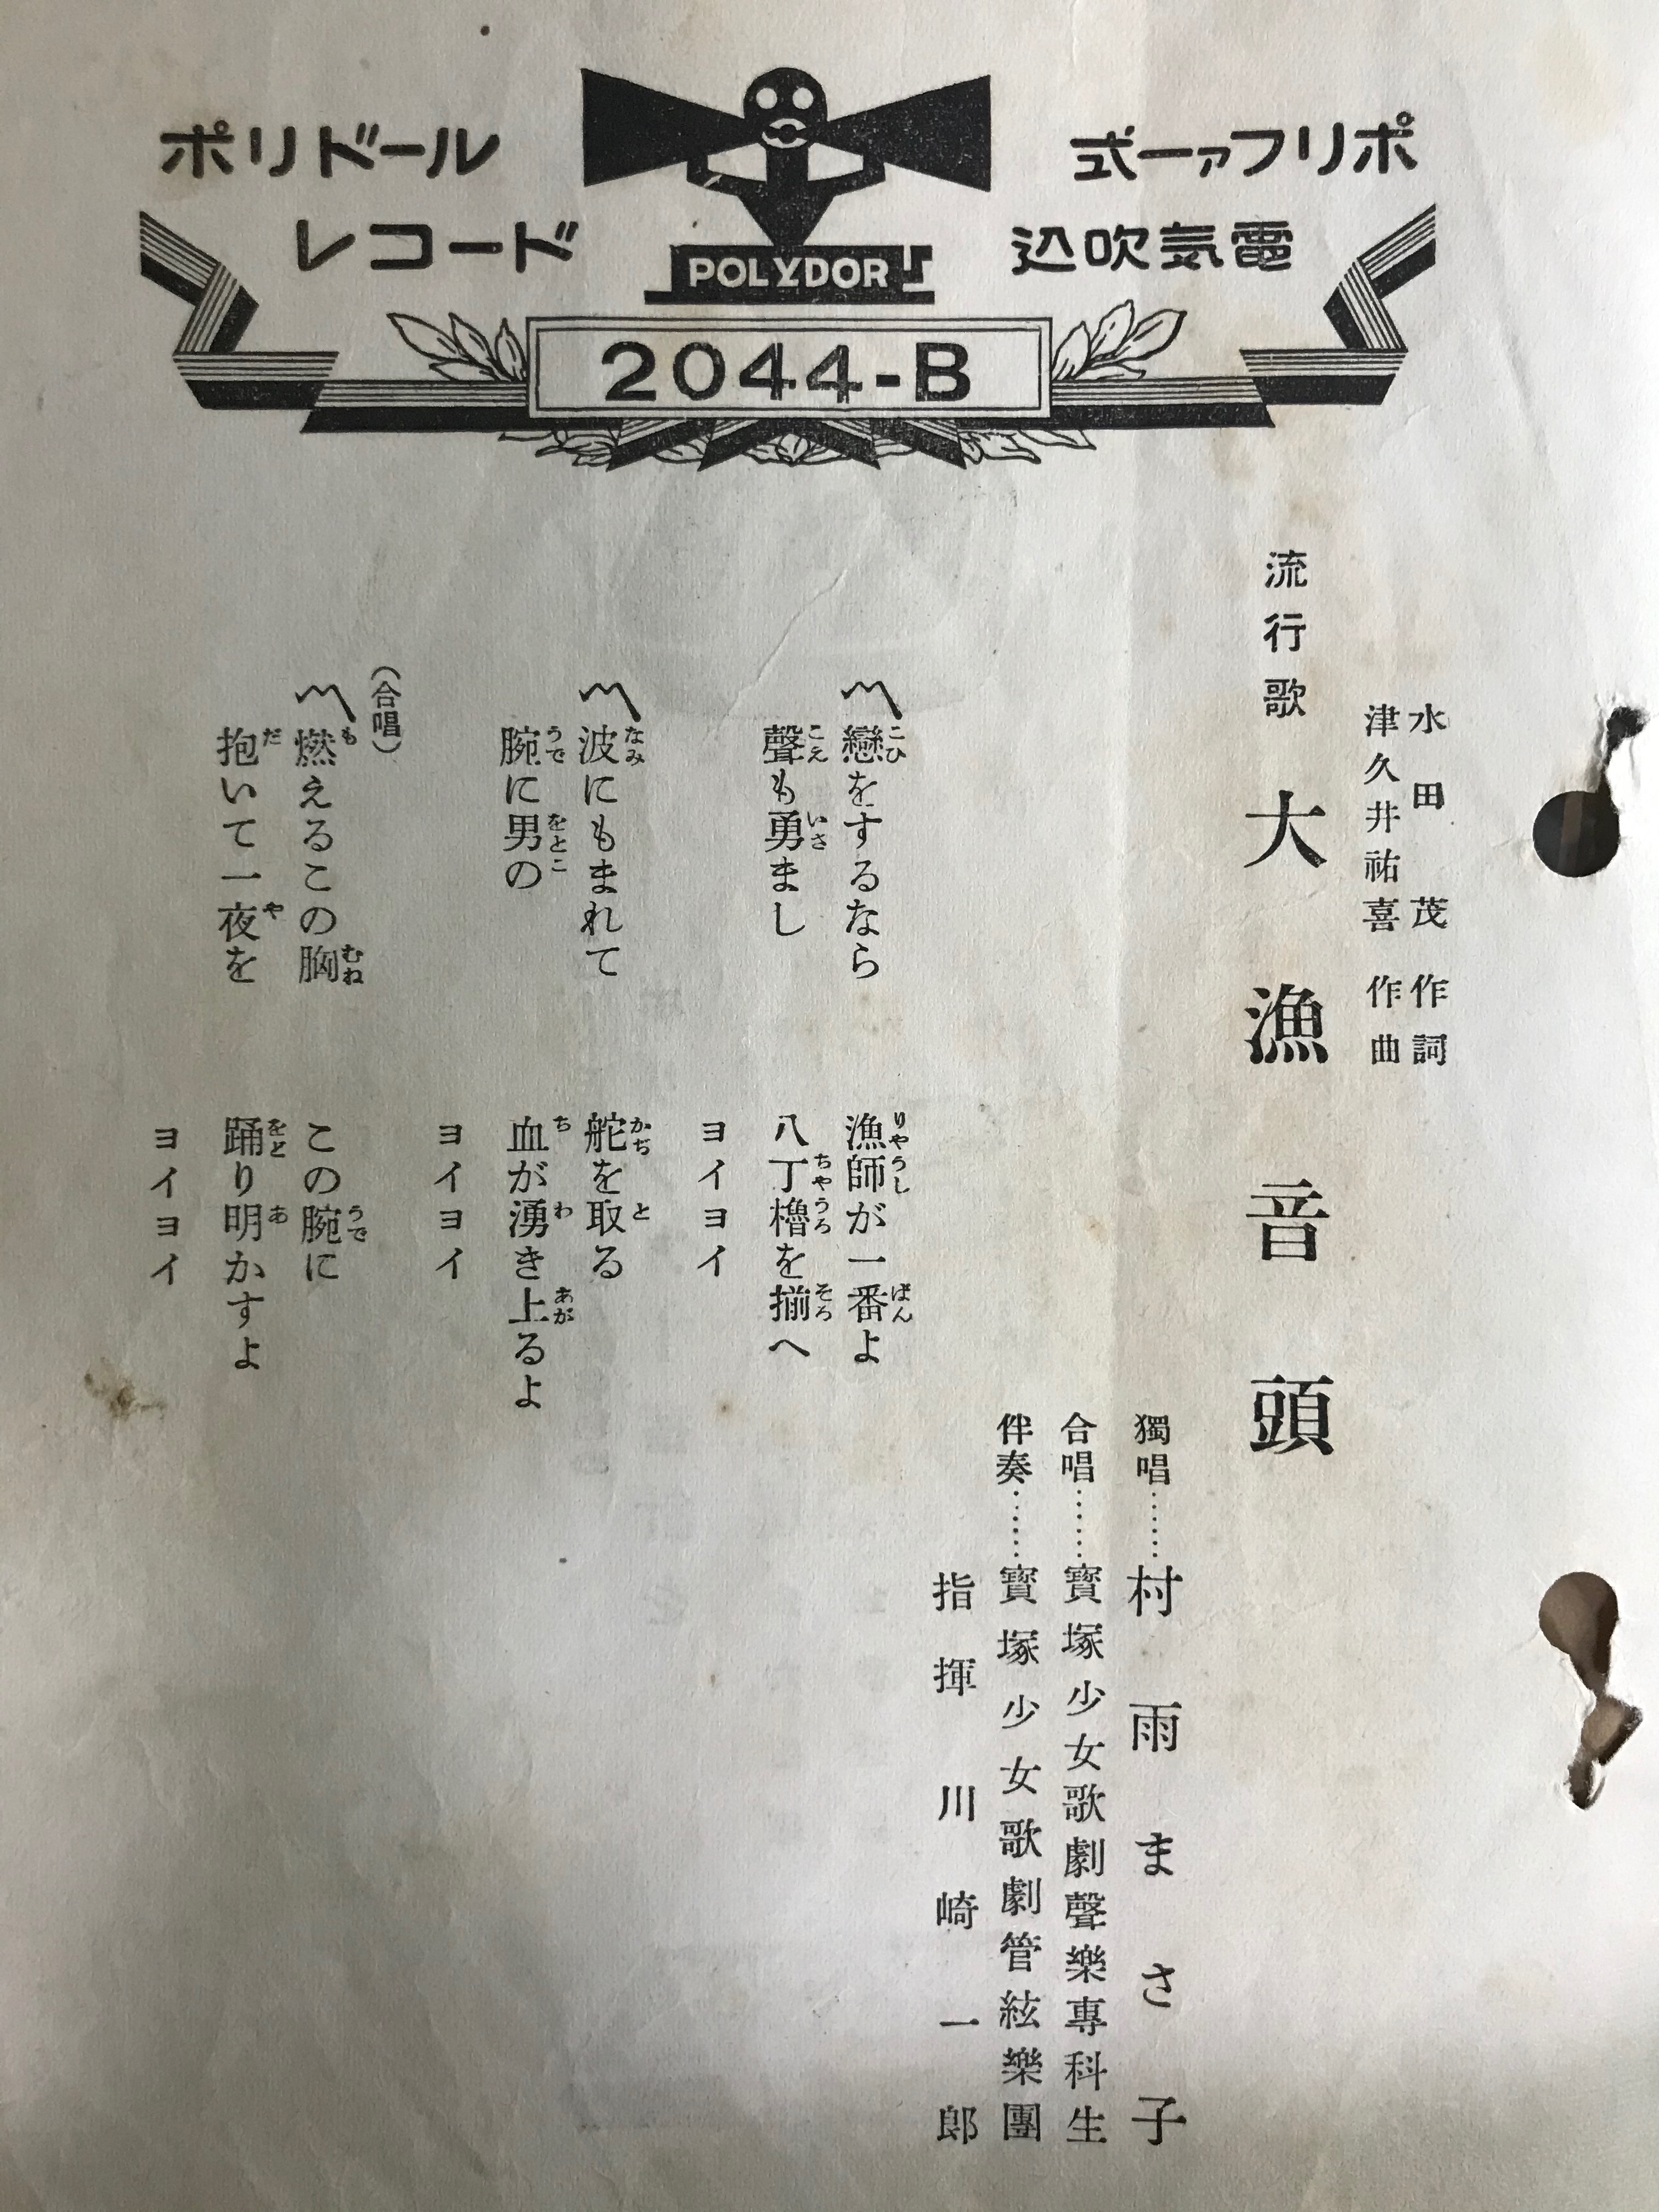 ポリドール
レコード
ポリファー式
電気吹込
POLYDOR
2044-B
水田茂作詞
津久井祐喜作曲
流行歌 大漁音頭
獨唱……村雨まさ子
合唱……寳塚少女歌劇聲樂專科生
伴奏……寳塚少女歌劇管絃樂團
指揮 川崎一郎
〽戀をするなら 漁師が一番よ
聲も勇まし 八丁櫓を揃へ
ヨイヨイ
〽波にもまれて 舵を取る
腕に男の 血が湧き上るよ
ヨイヨイ
(合唱)
〽燃えるこの胸 この腕に
抱いて一夜を 踊り明かすよ
ヨイヨイ